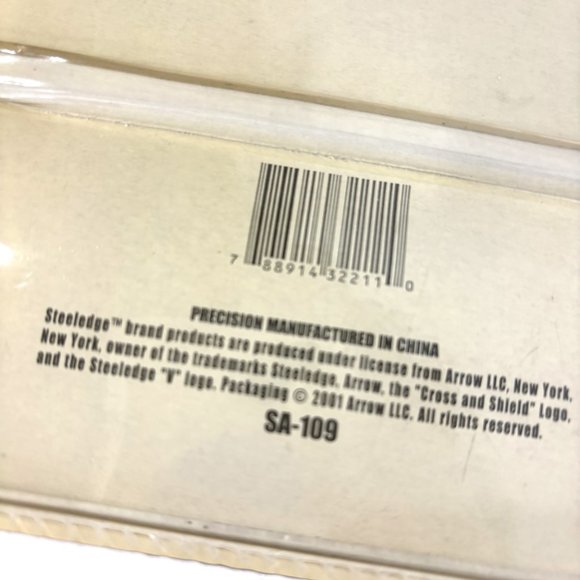 7 88914 32211 0
PRECISION MANUFACTURED IN CHINA
Steeledge™ brand products are produced under license from Arrow LLC, New York,
New York, owner of the trademarks Steeledge, Arrow, the "Cross and Shield" Logo,
and the Steeledge "V" logo. Packaging © 2001 Arrow LLC. All rights reserved.
SA-109